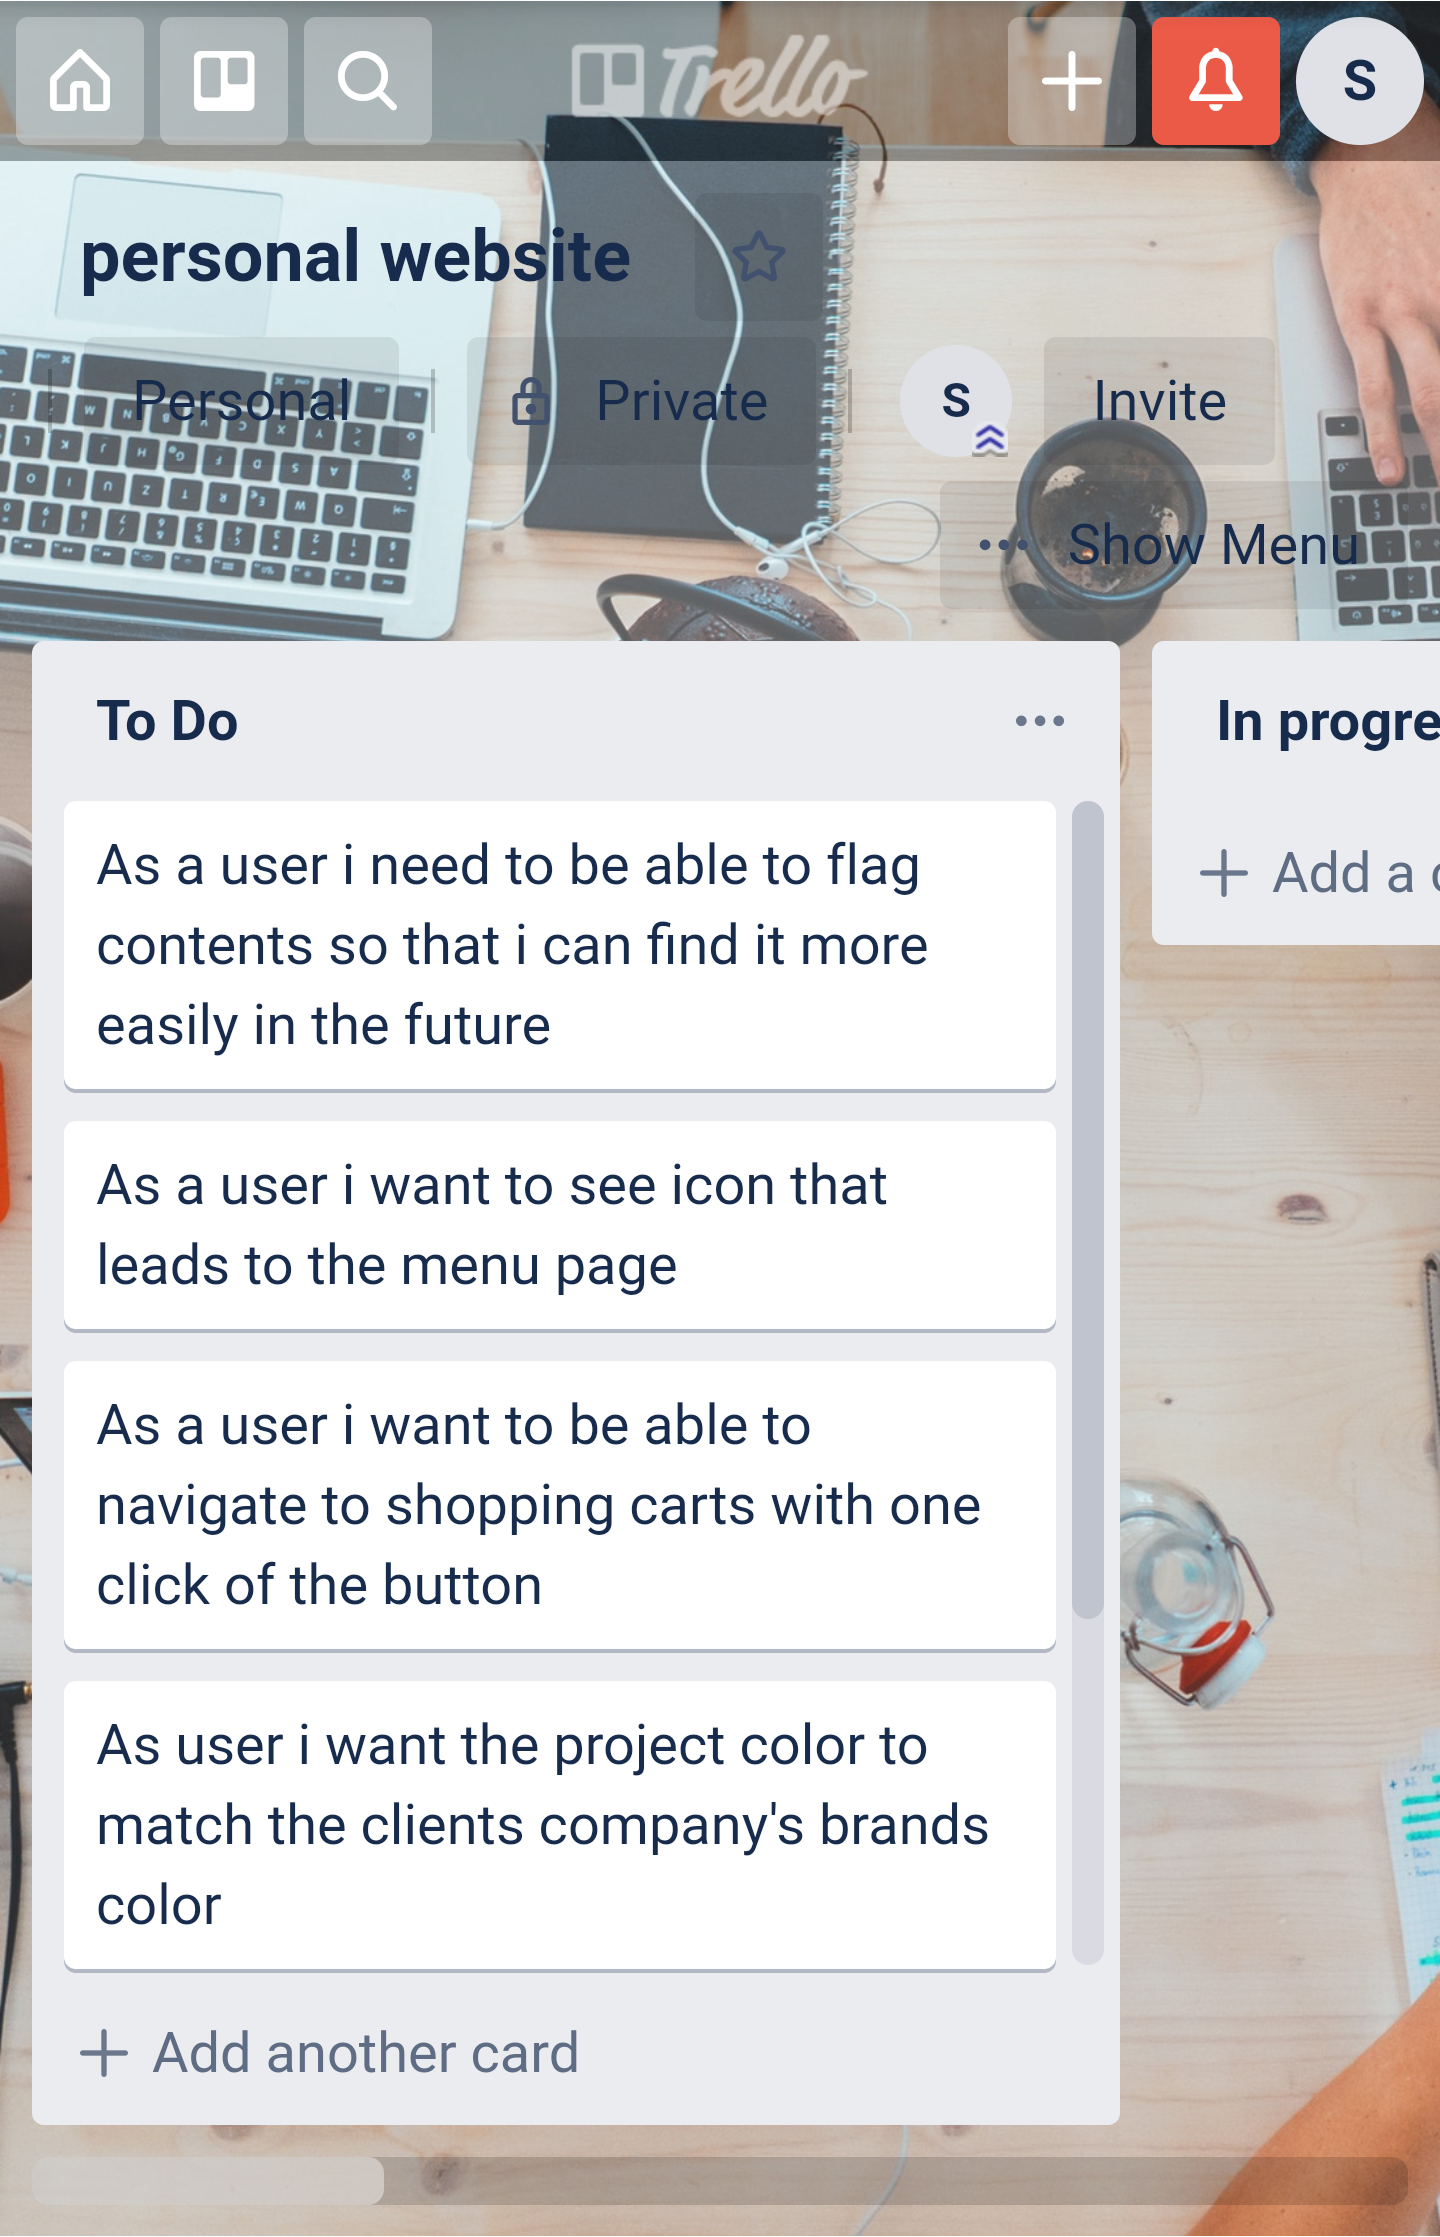 Trello
S
personal website
Personal
Private
S
Invite
Show Menu
To Do
As a user i need to be able to flag
contents so that i can find it more
easily in the future
As a user i want to see icon that
leads to the menu page
As a user i want to be able to
navigate to shopping carts with one
click of the button
As user i want the project color to
match the clients company's brands
color
Add another card
In progre
Add a